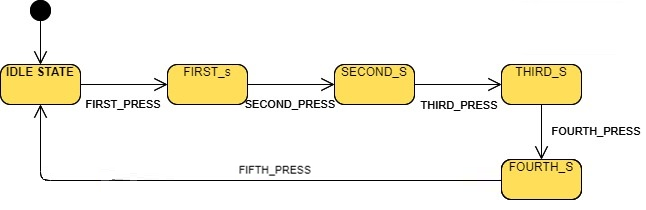 IDLE STATE
FIRST_s
SECOND_S
THIRD_S
FIRST_PRESS
SECOND_PRESS
THIRD_PRESS
FOURTH_PRESS
FOURTH_S
FIFTH_PRESS